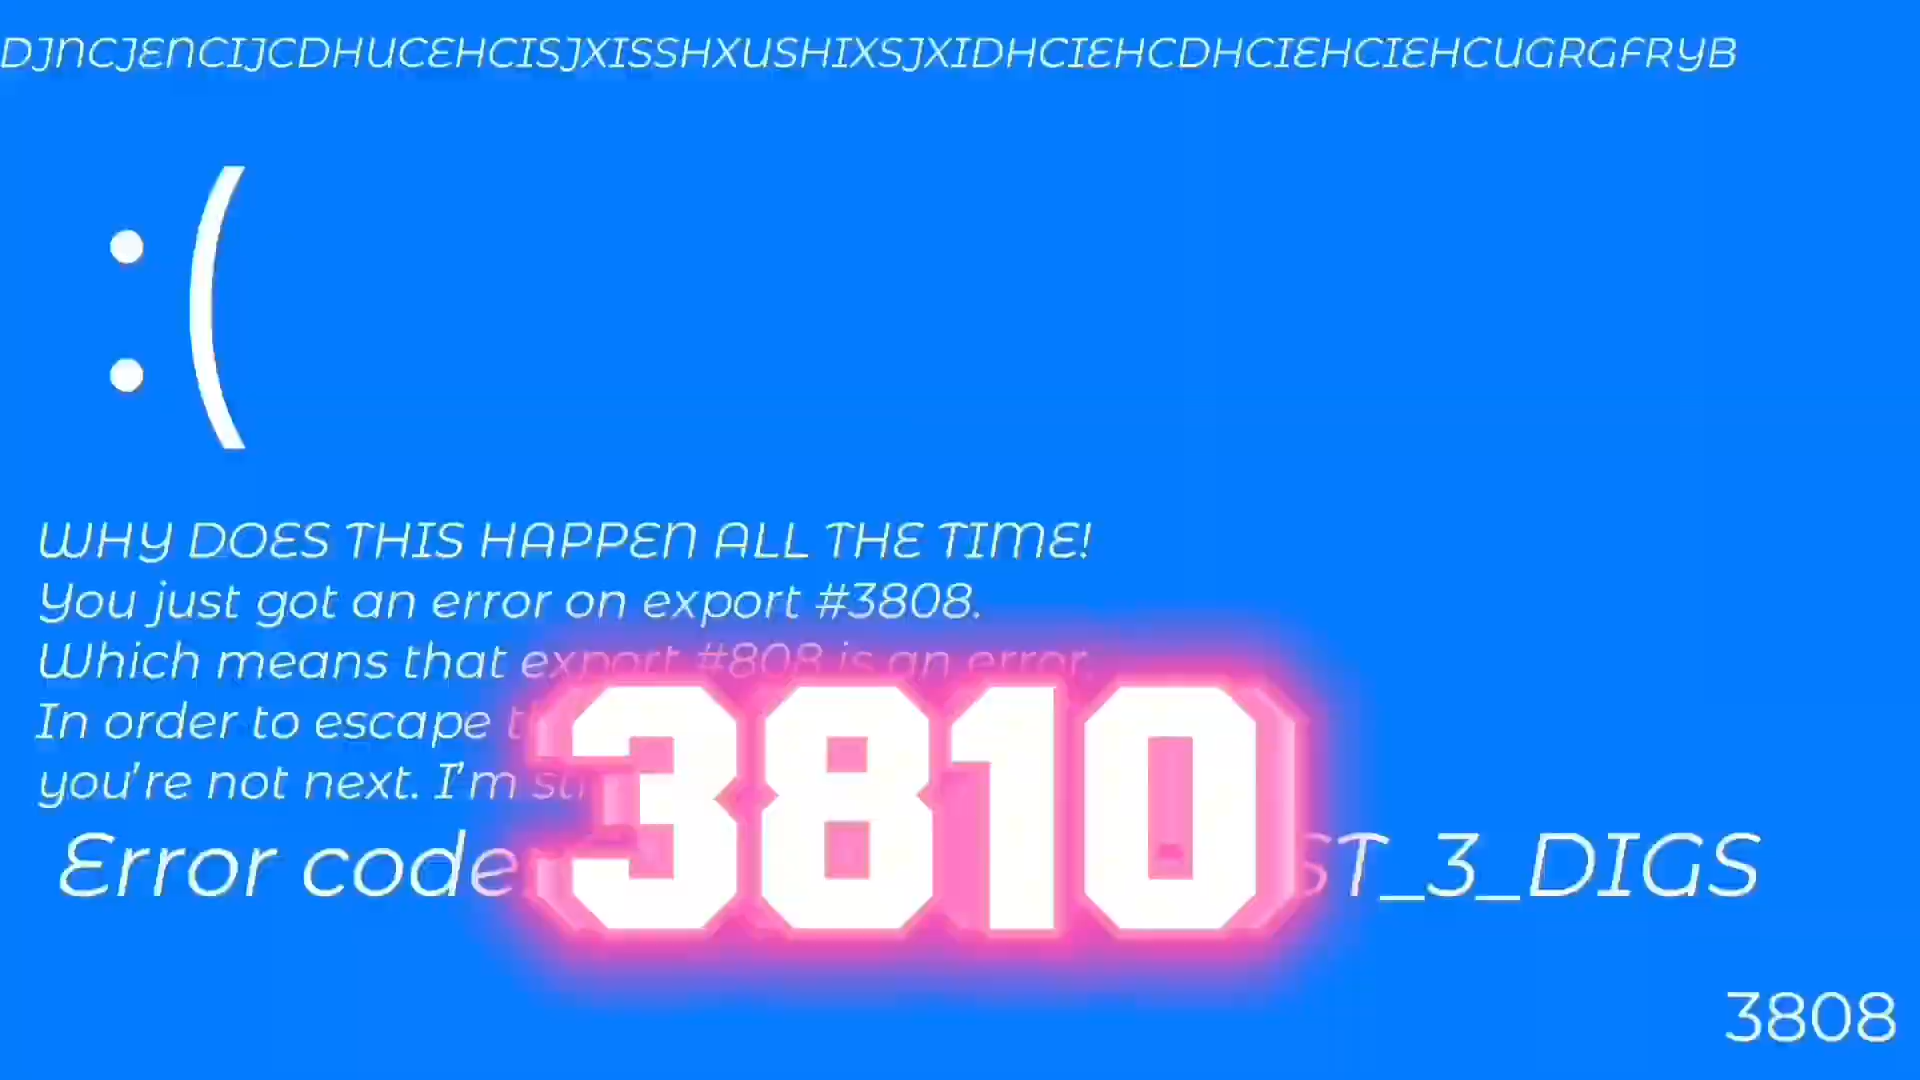 DJNCJENCIJCDHUCEHCISJXISSHXUSHIXSJXIDHCIEHCDHCIEHCIEHCUGRGFRYB
:(
WHY DOES THIS HAPPEN ALL THE TIME!
You just got an error on export #3808.
Which means that export #808 is an error.
In order to escape
you're not next. I'm
Error code: ST_3_DIGS
3810
3808